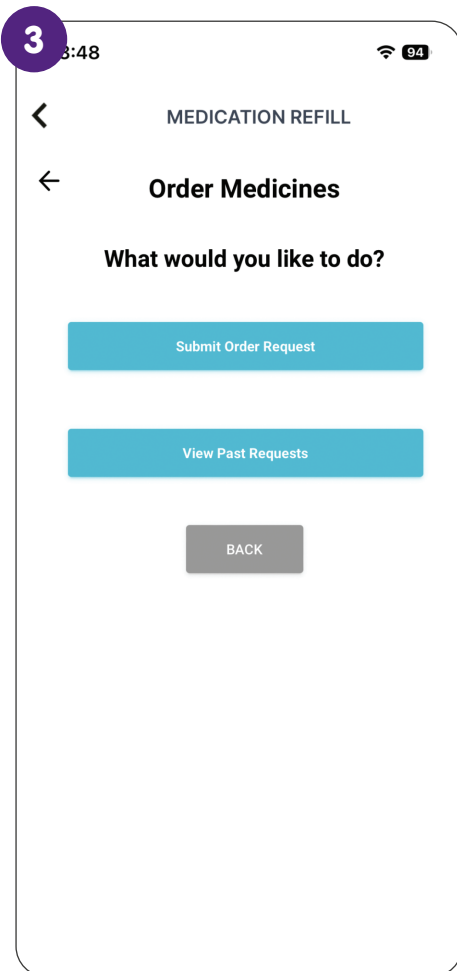 3
:48
94
MEDICATION REFILL
Order Medicines
What would you like to do?
Submit Order Request
View Past Requests
BACK